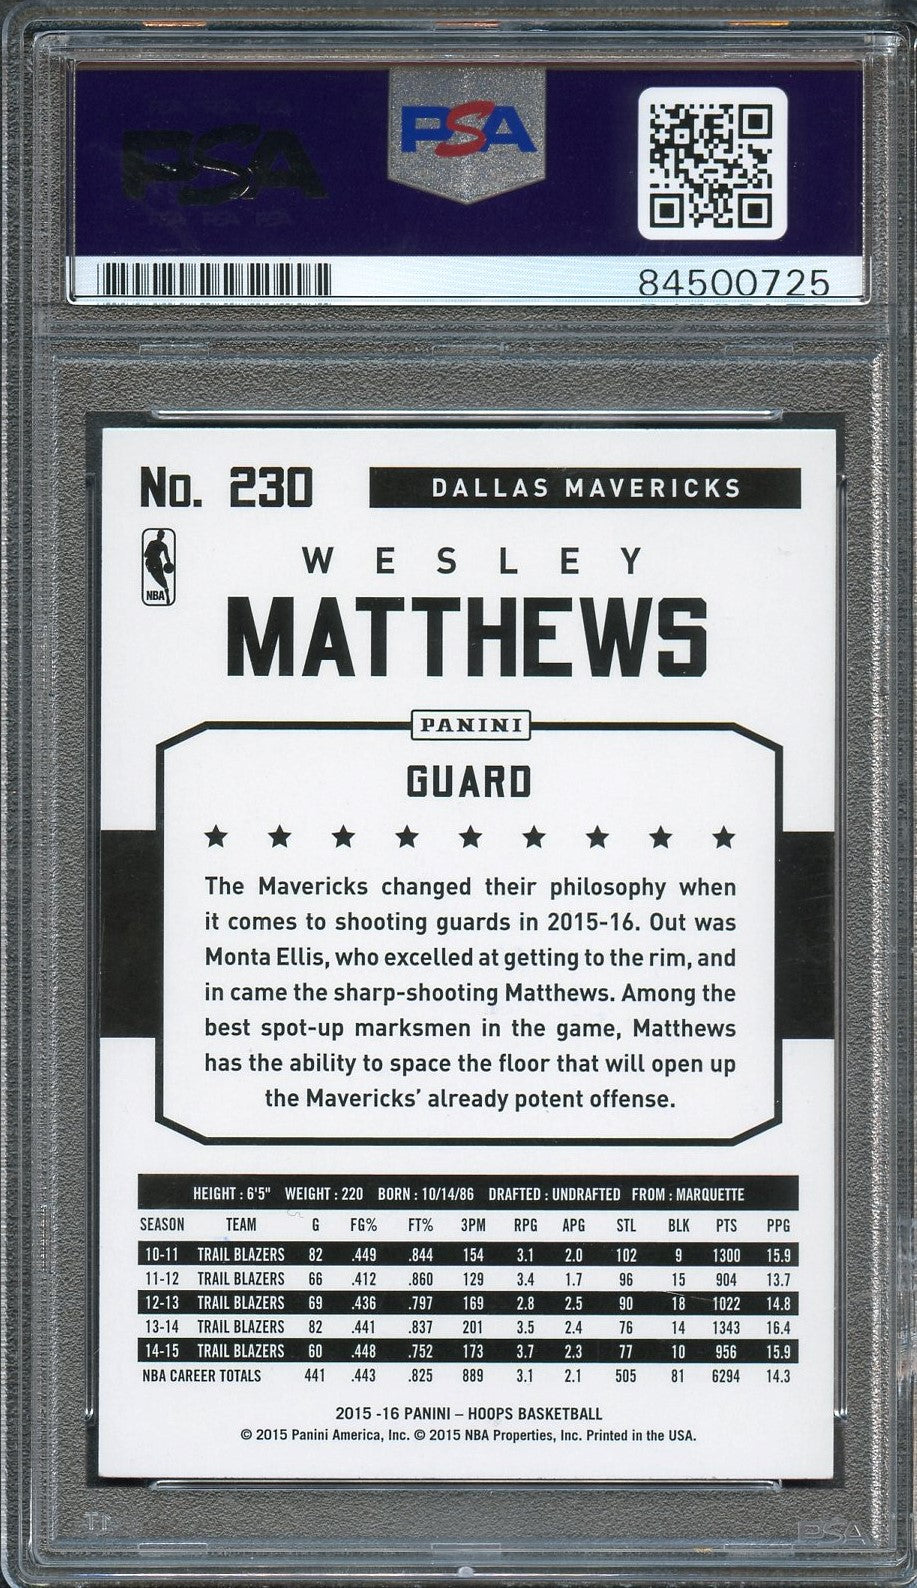 PSA
PSA
84500725
No. 230
DALLAS MAVERICKS
NBA
WESLEY
MATTHEWS
PANINI
GUARD
The Mavericks changed their philosophy when
it comes to shooting guards in 2015-16. Out was
Monta Ellis, who excelled at getting to the rim, and
in came the sharp-shooting Matthews. Among the
best spot-up marksmen in the game, Matthews
has the ability to space the floor that will open up
the Mavericks' already potent offense.
HEIGHT : 6'5" WEIGHT : 220 BORN : 10/14/86 DRAFTED : UNDRAFTED FROM : MARQUETTE
SEASON TEAM G FG% FT% 3PM RPG APG STL BLK PTS PPG
10-11 TRAIL BLAZERS 82 .449 .844 154 3.1 2.0 102 9 1300 15.9
11-12 TRAIL BLAZERS 66 .412 .860 129 3.4 1.7 96 15 904 13.7
12-13 TRAIL BLAZERS 69 .436 .797 169 2.8 2.5 90 18 1022 14.8
13-14 TRAIL BLAZERS 82 .441 .837 201 3.5 2.4 76 14 1343 16.4
14-15 TRAIL BLAZERS 60 .448 .752 173 3.7 2.3 77 10 956 15.9
NBA CAREER TOTALS 441 .443 .825 889 3.1 2.1 505 81 6294 14.3
2015 -16 PANINI – HOOPS BASKETBALL
© 2015 Panini America, Inc. © 2015 NBA Properties, Inc. Printed in the USA.
PSA